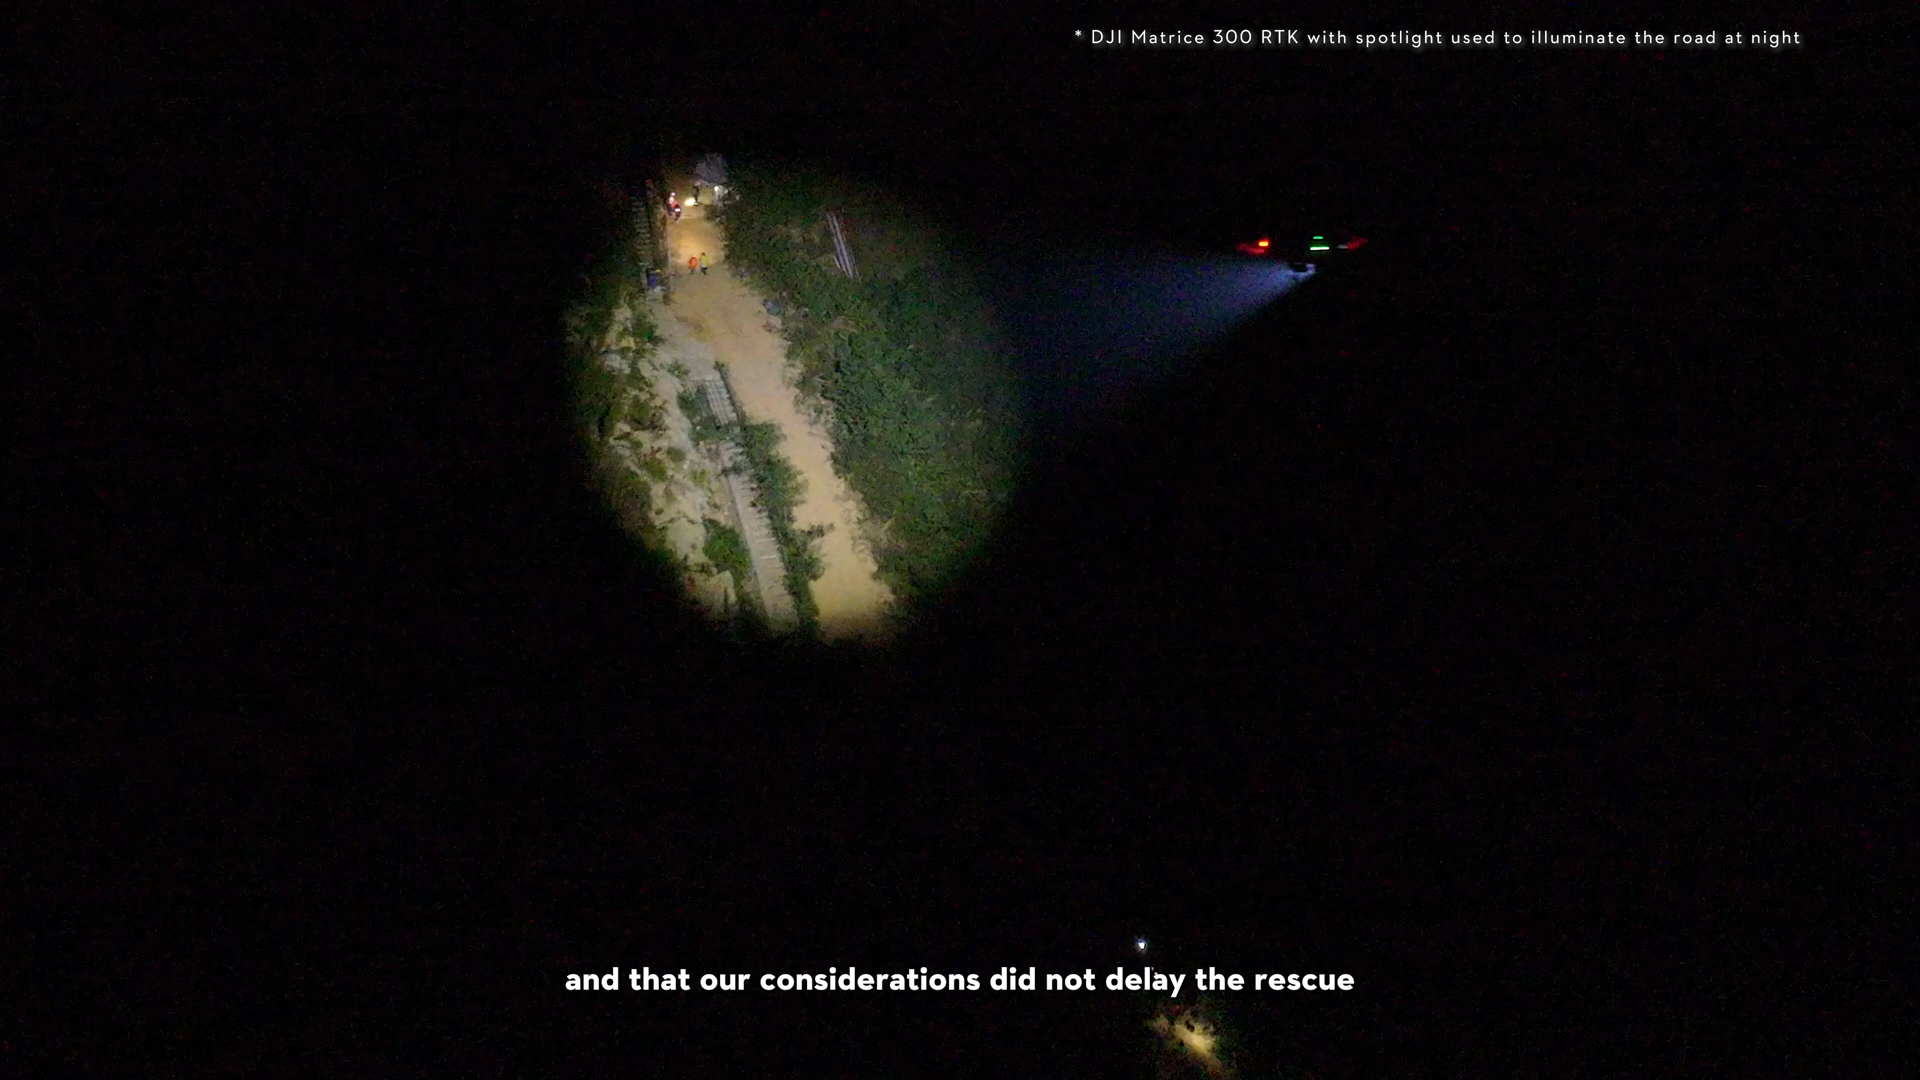 * DJI Matrice 300 RTK with spotlight used to illuminate the road at night
and that our considerations did not delay the rescue